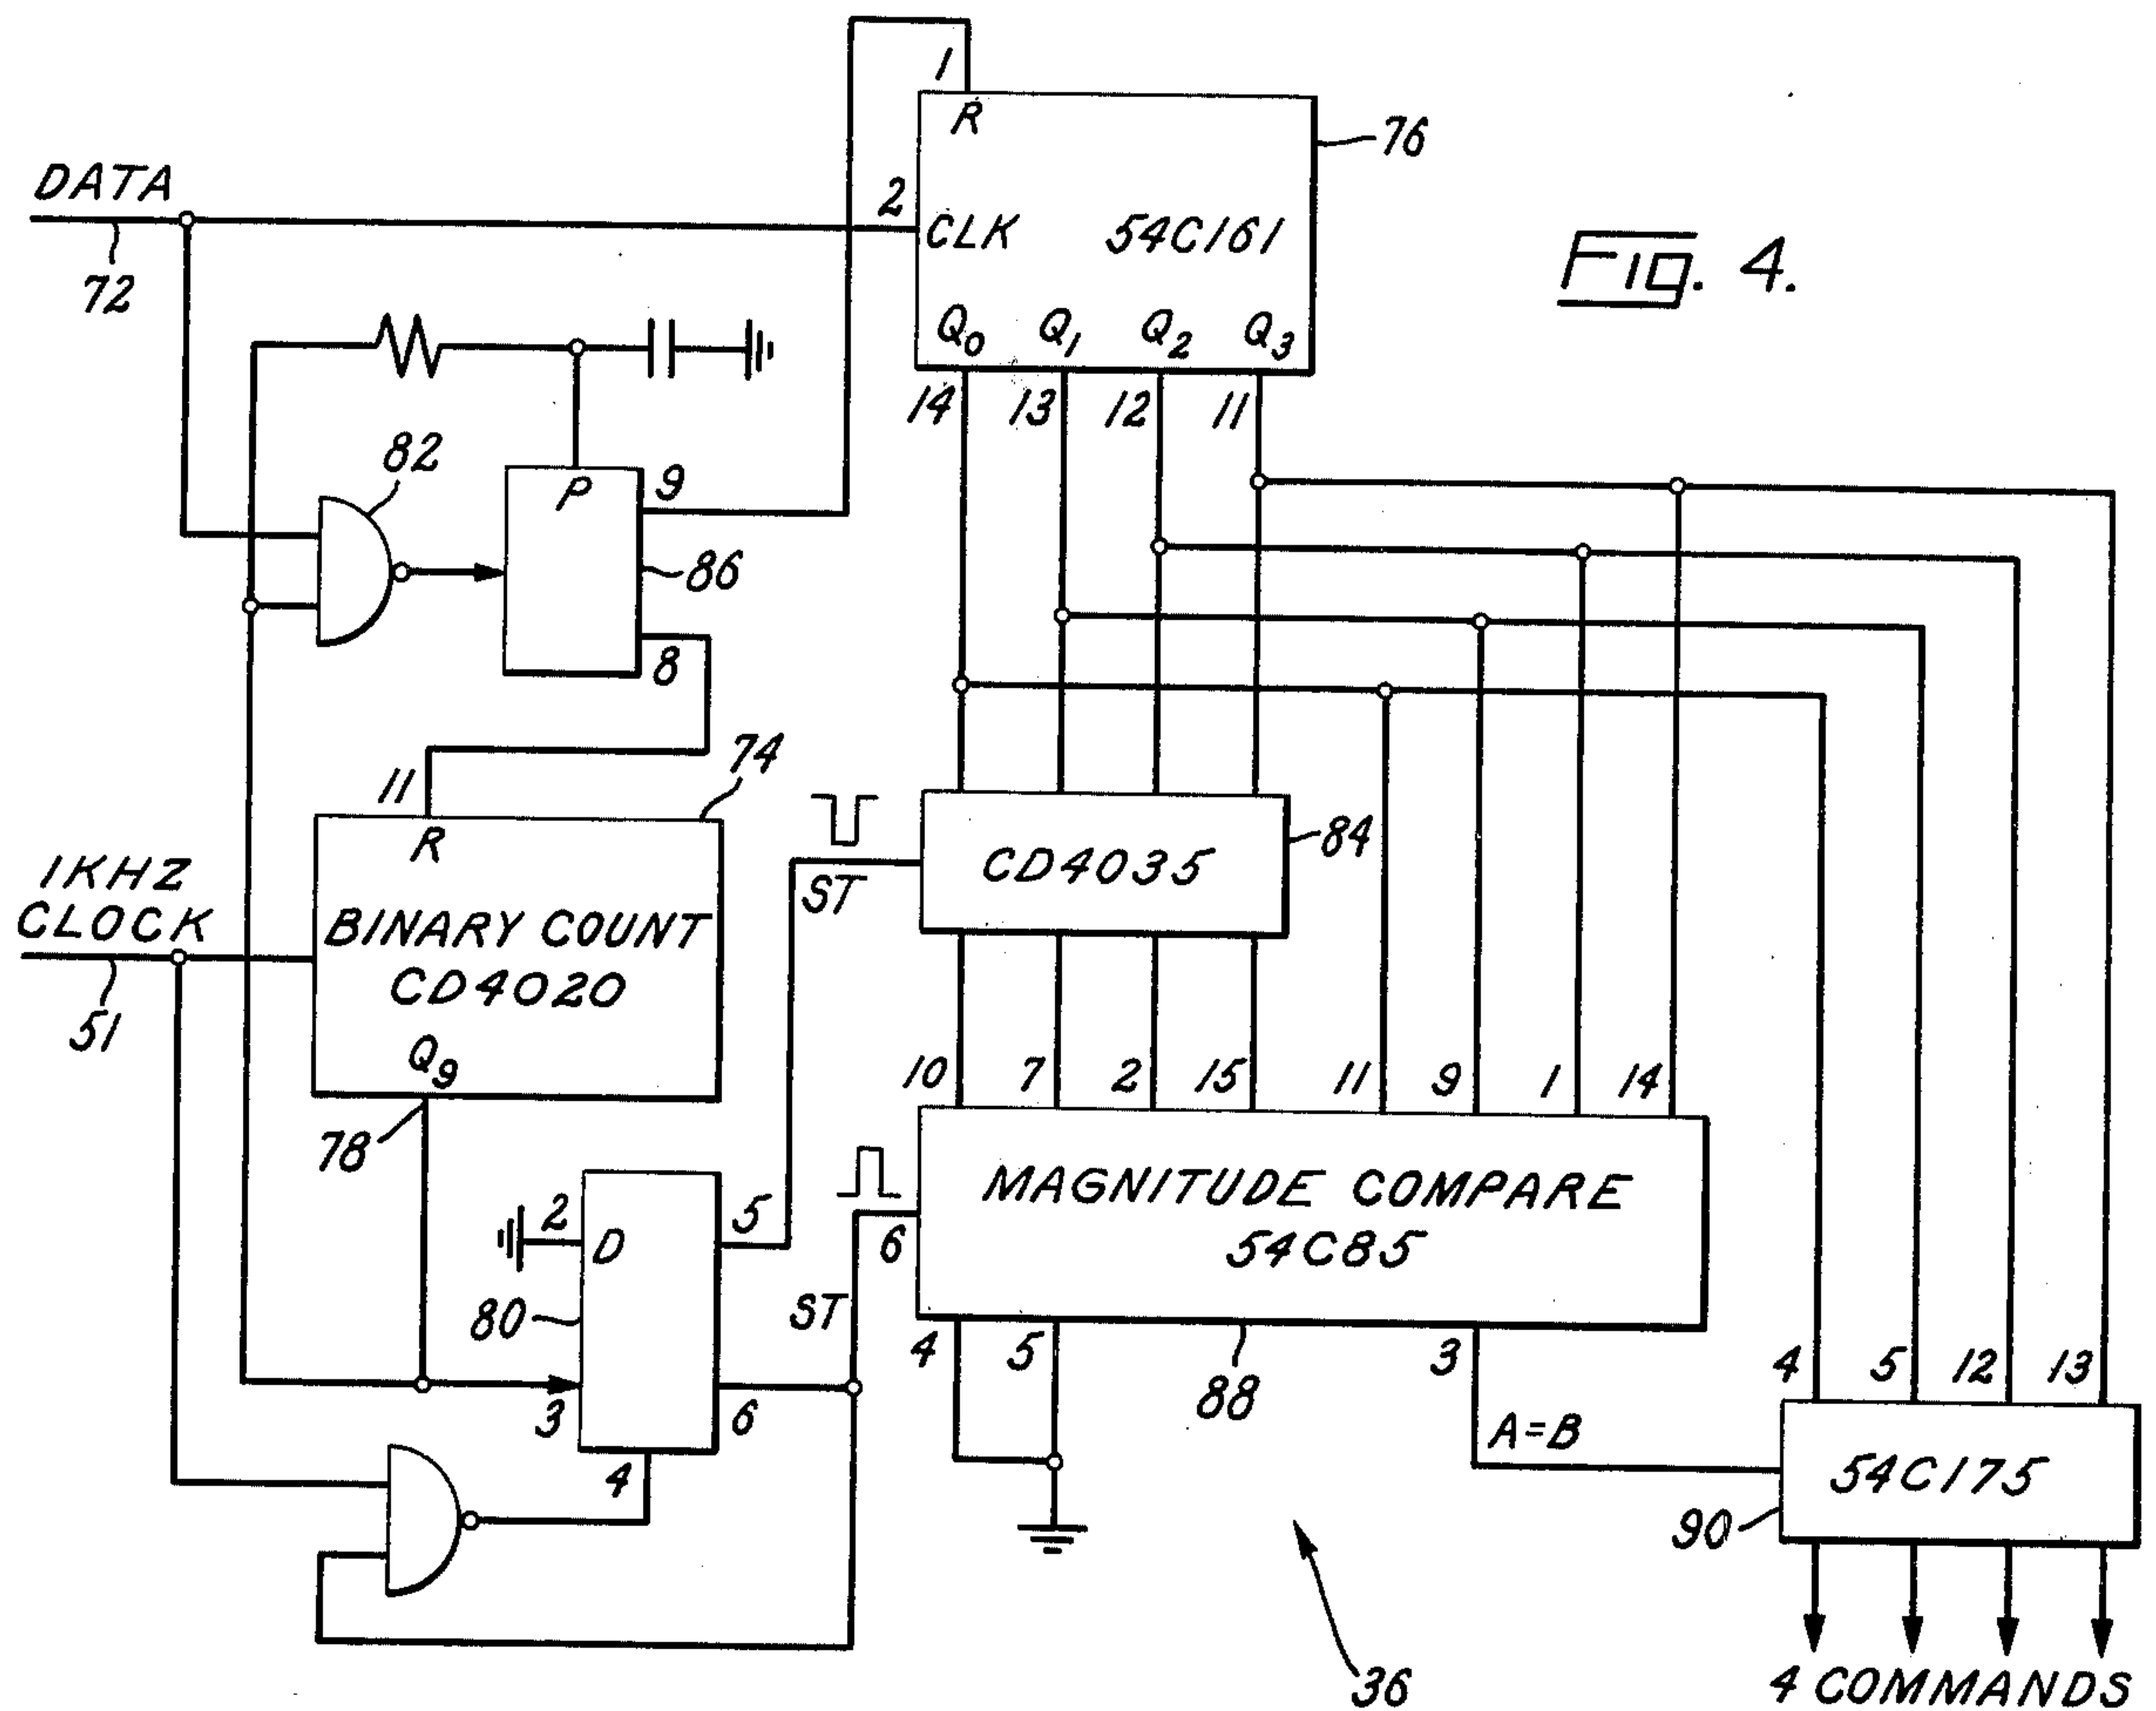 1
R
76
DATA
2
CLK
54C161
Fig. 4.
72
Q0
Q1
Q2
Q3
14
13
12
11
82
P
9
86
8
74
11
R
1KHZ
CLOCK
BINARY COUNT
CD4020
51
Q9
78
ST
CD4035
84
10
7
2
15
11
9
1
14
2
D
5
80
3
6
4
ST
6
MAGNITUDE COMPARE
54C85
4
5
88
3
A=B
4
5
12
13
54C175
90
36
4 COMMANDS